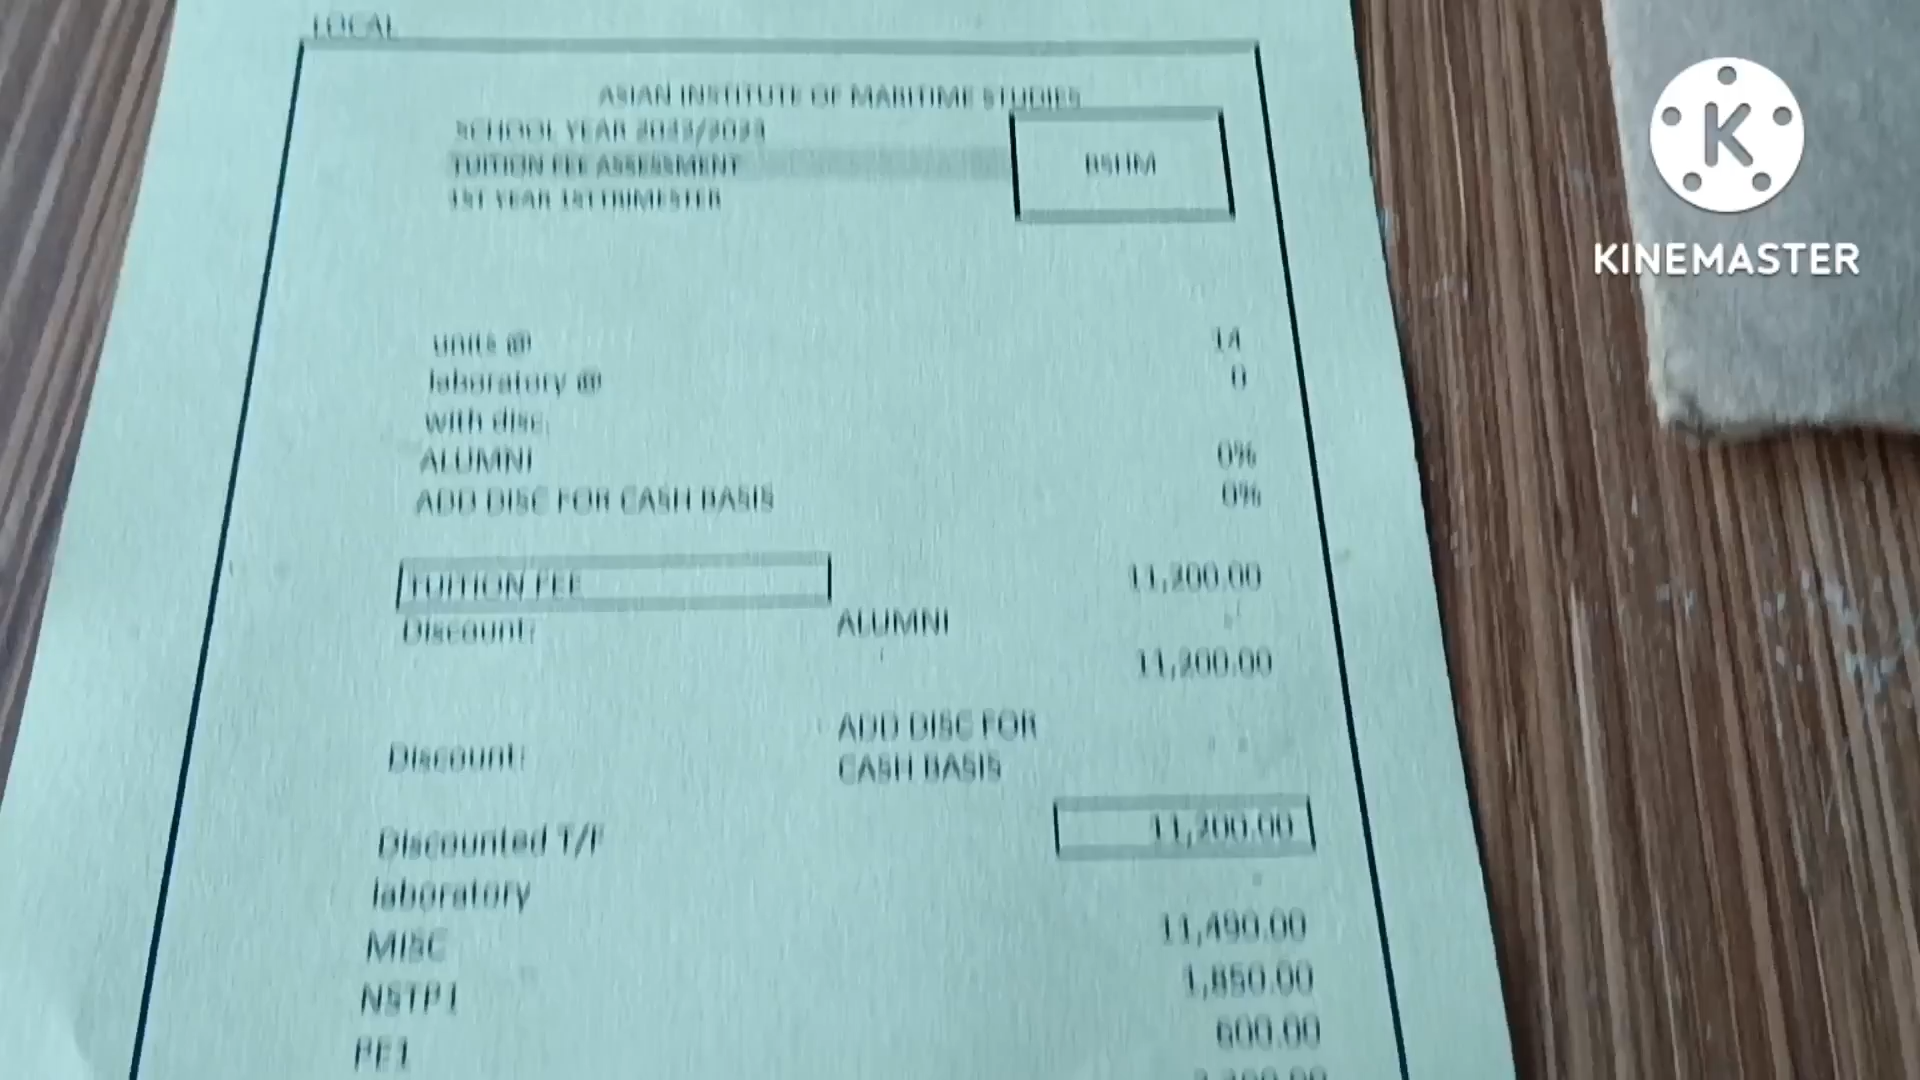 LOCAL
ASIAN INSTITUTE OF MARITIME STUDIES
SCHOOL YEAR 2022/2023
TUITION FEE ASSESSMENT
1ST YEAR 1ST TRIMESTER
BSHM
units @ 14
laboratory @ 0
with disc.
ALUMNI 0%
ADD DISC FOR CASH BASIS 0%
TUITION FEE 11,200.00
Discount: ALUMNI -
11,200.00
Discount: ADD DISC FOR
CASH BASIS
Discounted T/F 11,200.00
laboratory -
MISC 11,490.00
NSTP1 1,850.00
PE1 600.00
KINEMASTER